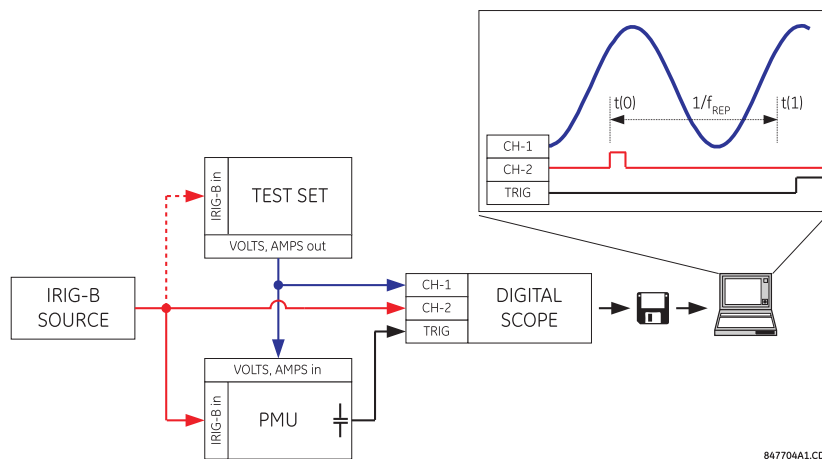 t(0)
1/fREP
t(1)
CH-1
CH-2
TRIG
IRIG-B in
TEST SET
VOLTS, AMPS out
IRIG-B
SOURCE
CH-1
CH-2
TRIG
DIGITAL
SCOPE
VOLTS, AMPS in
IRIG-B in
PMU
847704A1.CD